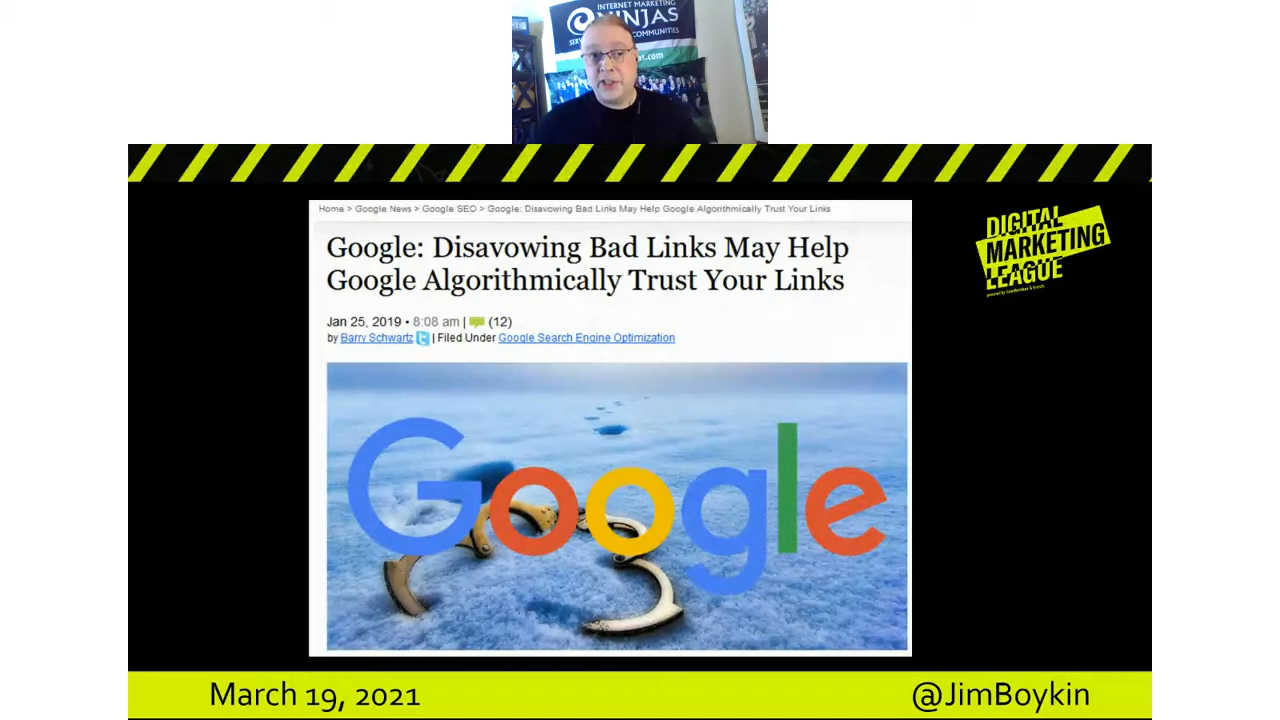 INTERNET MARKETING
NINJAS
COMMUNITIES
Home > Google News > Google SEO > Google: Disavowing Bad Links May Help Google Algorithmically Trust Your Links
Google: Disavowing Bad Links May Help
Google Algorithmically Trust Your Links
Jan 25, 2019 • 8:08 am | (12)
by Barry Schwartz | Filed Under Google Search Engine Optimization
DIGITAL
MARKETING
LEAGUE
Google
March 19, 2021
@JimBoykin